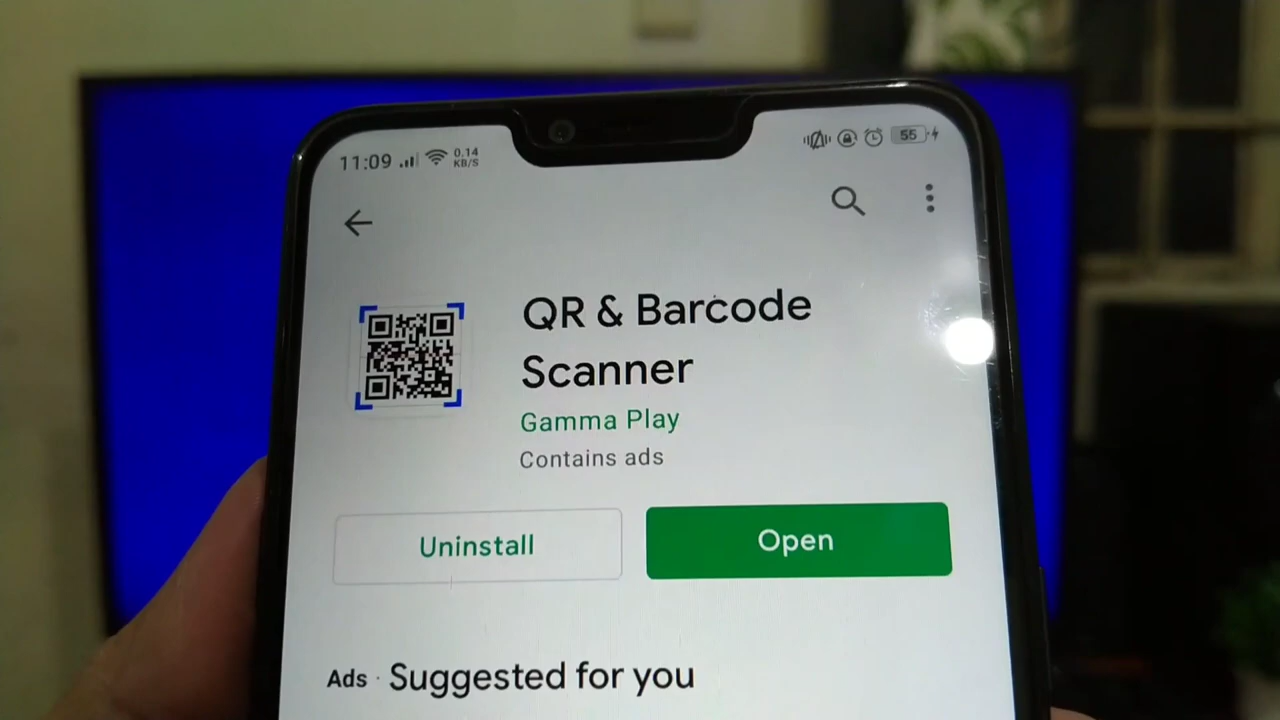 11:09 0.14 KB/S 55
QR & Barcode
Scanner
Gamma Play
Contains ads
Uninstall Open
Ads · Suggested for you